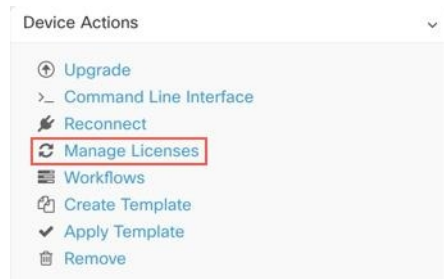 Device Actions
Upgrade
Command Line Interface
Reconnect
Manage Licenses
Workflows
Create Template
Apply Template
Remove